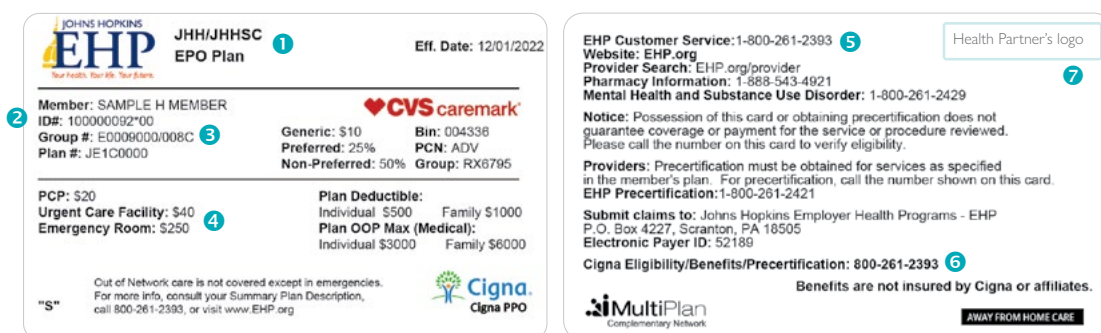 JOHNS HOPKINS
EHP
Your health. Your life. Your future.
JHH/JHHSC
EPO Plan
1
Eff. Date: 12/01/2022
2
Member: SAMPLE H MEMBER
ID#: 100000092*00
Group #: E0009000/008C 3
Plan #: JE1C0000
CVS caremark
Generic: $10 Bin: 004336
Preferred: 25% PCN: ADV
Non-Preferred: 50% Group: RX6795
PCP: $20
Urgent Care Facility: $40
Emergency Room: $250
4
Plan Deductible:
Individual $500 Family $1000
Plan OOP Max (Medical):
Individual $3000 Family $6000
"S"
Out of Network care is not covered except in emergencies.
For more info, consult your Summary Plan Description,
call 800-261-2393, or visit www.EHP.org
Cigna.
Cigna PPO
EHP Customer Service:1-800-261-2393 5
Website: EHP.org
Provider Search: EHP.org/provider
Pharmacy Information: 1-888-543-4921
Mental Health and Substance Use Disorder: 1-800-261-2429
Health Partner's logo
7
Notice: Possession of this card or obtaining precertification does not
guarantee coverage or payment for the service or procedure reviewed.
Please call the number on this card to verify eligibility.
Providers: Precertification must be obtained for services as specified
in the member's plan. For precertification, call the number shown on this card.
EHP Precertification:1-800-261-2421
Submit claims to: Johns Hopkins Employer Health Programs - EHP
P.O. Box 4227, Scranton, PA 18505
Electronic Payer ID: 52189
Cigna Eligibility/Benefits/Precertification: 800-261-2393 6
Benefits are not insured by Cigna or affiliates.
MultiPlan
Complementary Network
AWAY FROM HOME CARE